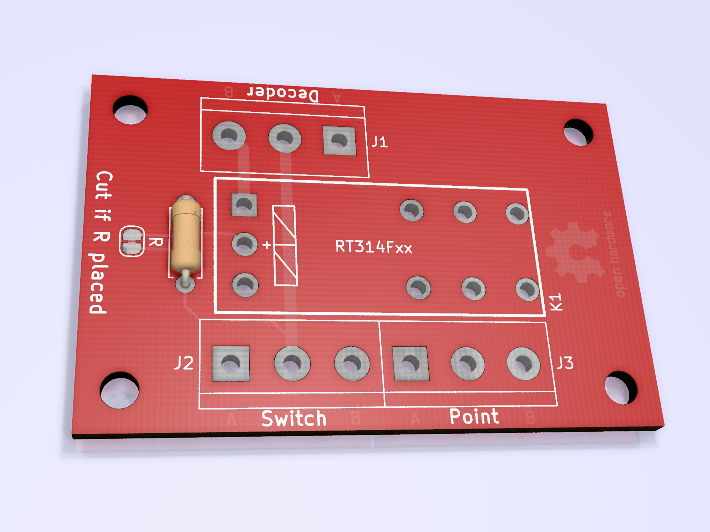 B Decoder A
J1
Cut if R placed
R
+
RT314Fxx
open hardware
K1
J2
J3
A Switch B
A Point B